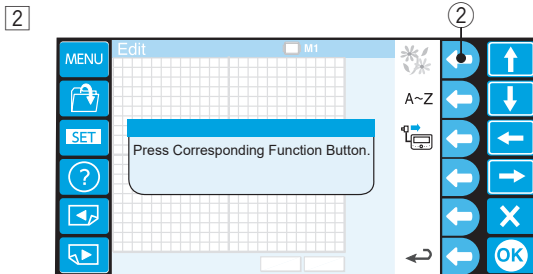 2
2
MENU
Edit
M1
A~Z
SET
Press Corresponding Function Button.
?
OK